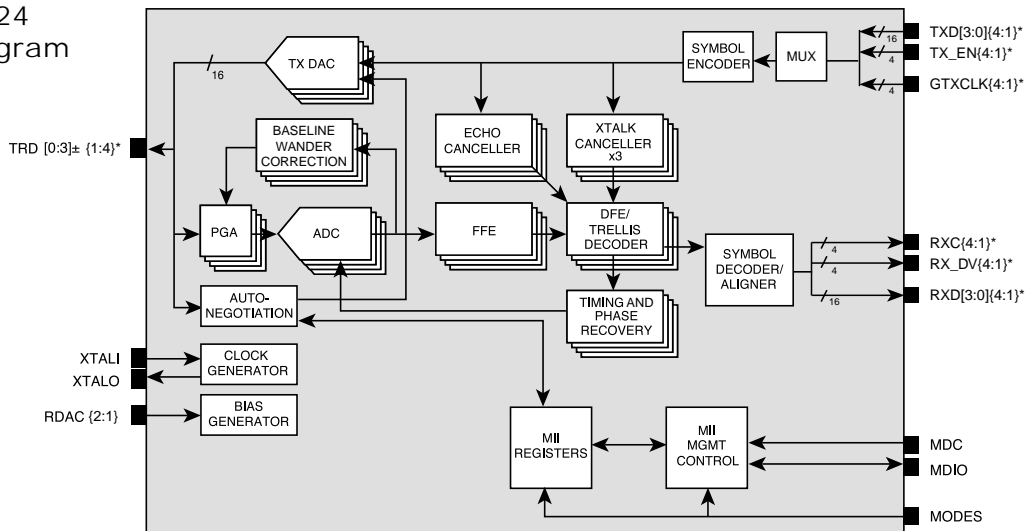 24
gram
TX DAC
16
SYMBOL
ENCODER
MUX
TXD[3:0]{4:1}*
16
TX_EN{4:1}*
4
GTXCLK{4:1}*
4
ECHO
CANCELLER
XTALK
CANCELLER
x3
BASELINE
WANDER
CORRECTION
TRD [0:3]± {1:4}*
PGA
ADC
FFE
DFE/
TRELLIS
DECODER
SYMBOL
DECODER/
ALIGNER
RXC{4:1}*
4
RX_DV{4:1}*
4
RXD[3:0]{4:1}*
16
AUTO-
NEGOTIATION
TIMING AND
PHASE
RECOVERY
XTALI
XTALO
CLOCK
GENERATOR
RDAC {2:1}
BIAS
GENERATOR
MII
REGISTERS
MII
MGMT
CONTROL
MDC
MDIO
MODES